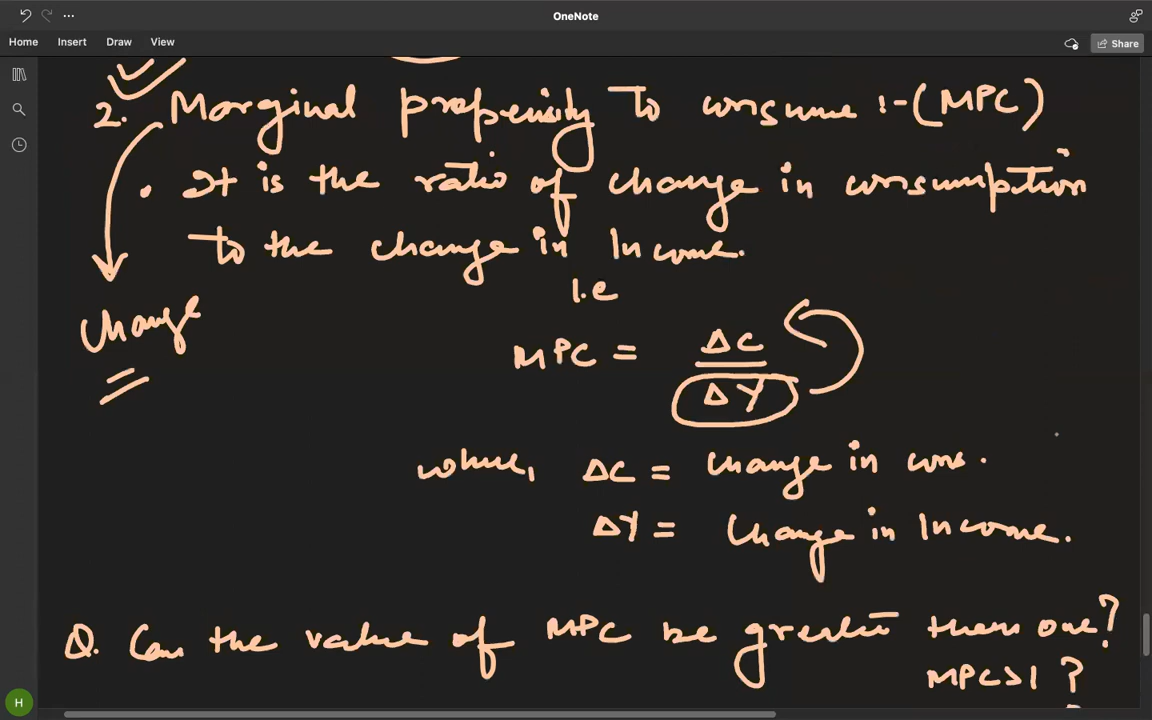 OneNote
Home Insert Draw View
Share
2. Marginal propensity to consume :- (MPC)
• It is the ratio of change in consumption
to the change in Income.
i.e
Change
MPC = ΔC / ΔY
where, ΔC = change in cons.
ΔY = Change in Income.
Q. Can the value of MPC be greater than one?
MPC>1 ?
H